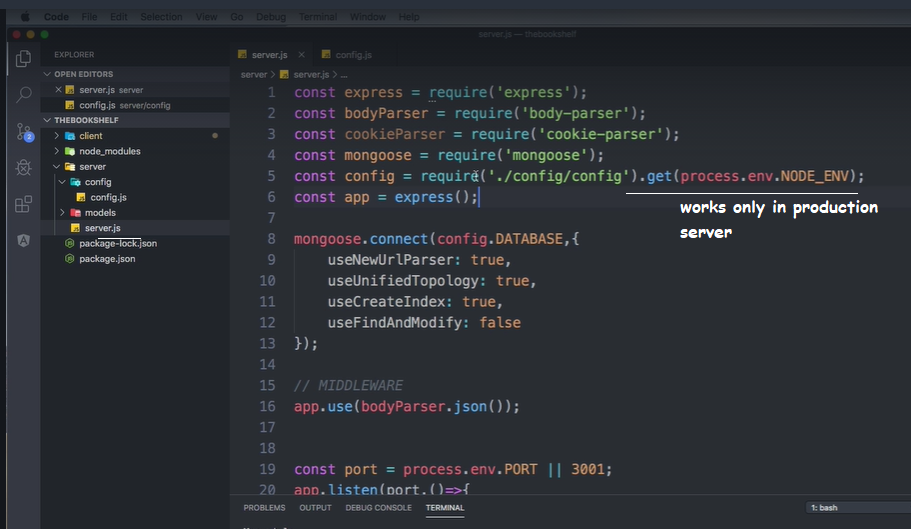 Code File Edit Selection View Go Debug Terminal Window Help
server.js — thebookshelf
EXPLORER
OPEN EDITORS
server.js server
config.js server/config
THEBOOKSHELF
client
node_modules
server
config
config.js
models
server.js
package-lock.json
package.json
2
server.js config.js
server > server.js > ...
1 const express = require('express');
2 const bodyParser = require('body-parser');
3 const cookieParser = require('cookie-parser');
4 const mongoose = require('mongoose');
5 const config = require('./config/config').get(process.env.NODE_ENV);
6 const app = express();
works only in production
server
7
8 mongoose.connect(config.DATABASE,{
9 useNewUrlParser: true,
10 useUnifiedTopology: true,
11 useCreateIndex: true,
12 useFindAndModify: false
13 });
14
15 // MIDDLEWARE
16 app.use(bodyParser.json());
17
18
19 const port = process.env.PORT || 3001;
20 app.listen(port,()=>{
PROBLEMS OUTPUT DEBUG CONSOLE TERMINAL 1: bash